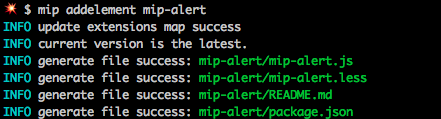 $ mip addelement mip-alert
INFO update extensions map success
INFO current version is the latest.
INFO generate file success: mip-alert/mip-alert.js
INFO generate file success: mip-alert/mip-alert.less
INFO generate file success: mip-alert/README.md
INFO generate file success: mip-alert/package.json